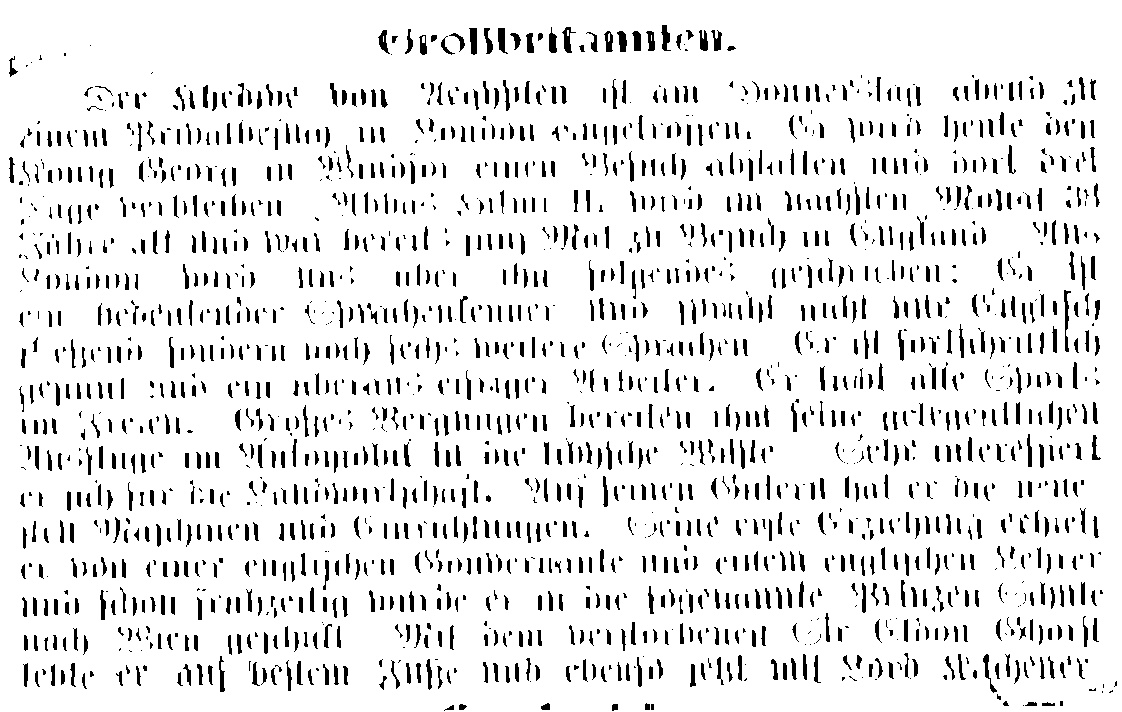 Großbritannien.
Der Khedive von Aegypten ist am Donnerstag abend zu
einem Privatbesuch in London eingetroffen. Er wird heute den
König Georg in Windsor einen Besuch abstatten und dort drei
Tage verbleiben. Abbas Hilmi II. wird im nächsten Monat 38
Jahre alt und war bereits fünf Mal zu Besuch in England. Aus
London wird uns über ihn folgendes geschrieben: Er ist
ein bedeutender Sprachenkenner und spricht nicht nur Englisch
fließend sondern noch sechs weitere Sprachen. Er ist fortschrittlich
gesinnt und ein überaus eifriger Arbeiter. Er liebt alle Sports
im Freien. Großes Vergnügen bereiten ihm seine gelegentlichen
Ausflüge im Automobil in die libysche Wüste. Sehr interessiert
er sich für die Landwirtschaft. Auf seinen Gütern hat er die neue-
sten Maschinen und Einrichtungen. Seine erste Erziehung erhielt
er von einer englischen Gouvernante und einem englischen Lehrer
und schon frühzeitig wurde er in die sogenannte Prinzen Schule
nach Wien geschickt. Mit dem verstorbenen Sir Eldon Ghorst
lebte er auf bestem Fuße und ebenso jetzt mit Lord Kitchener